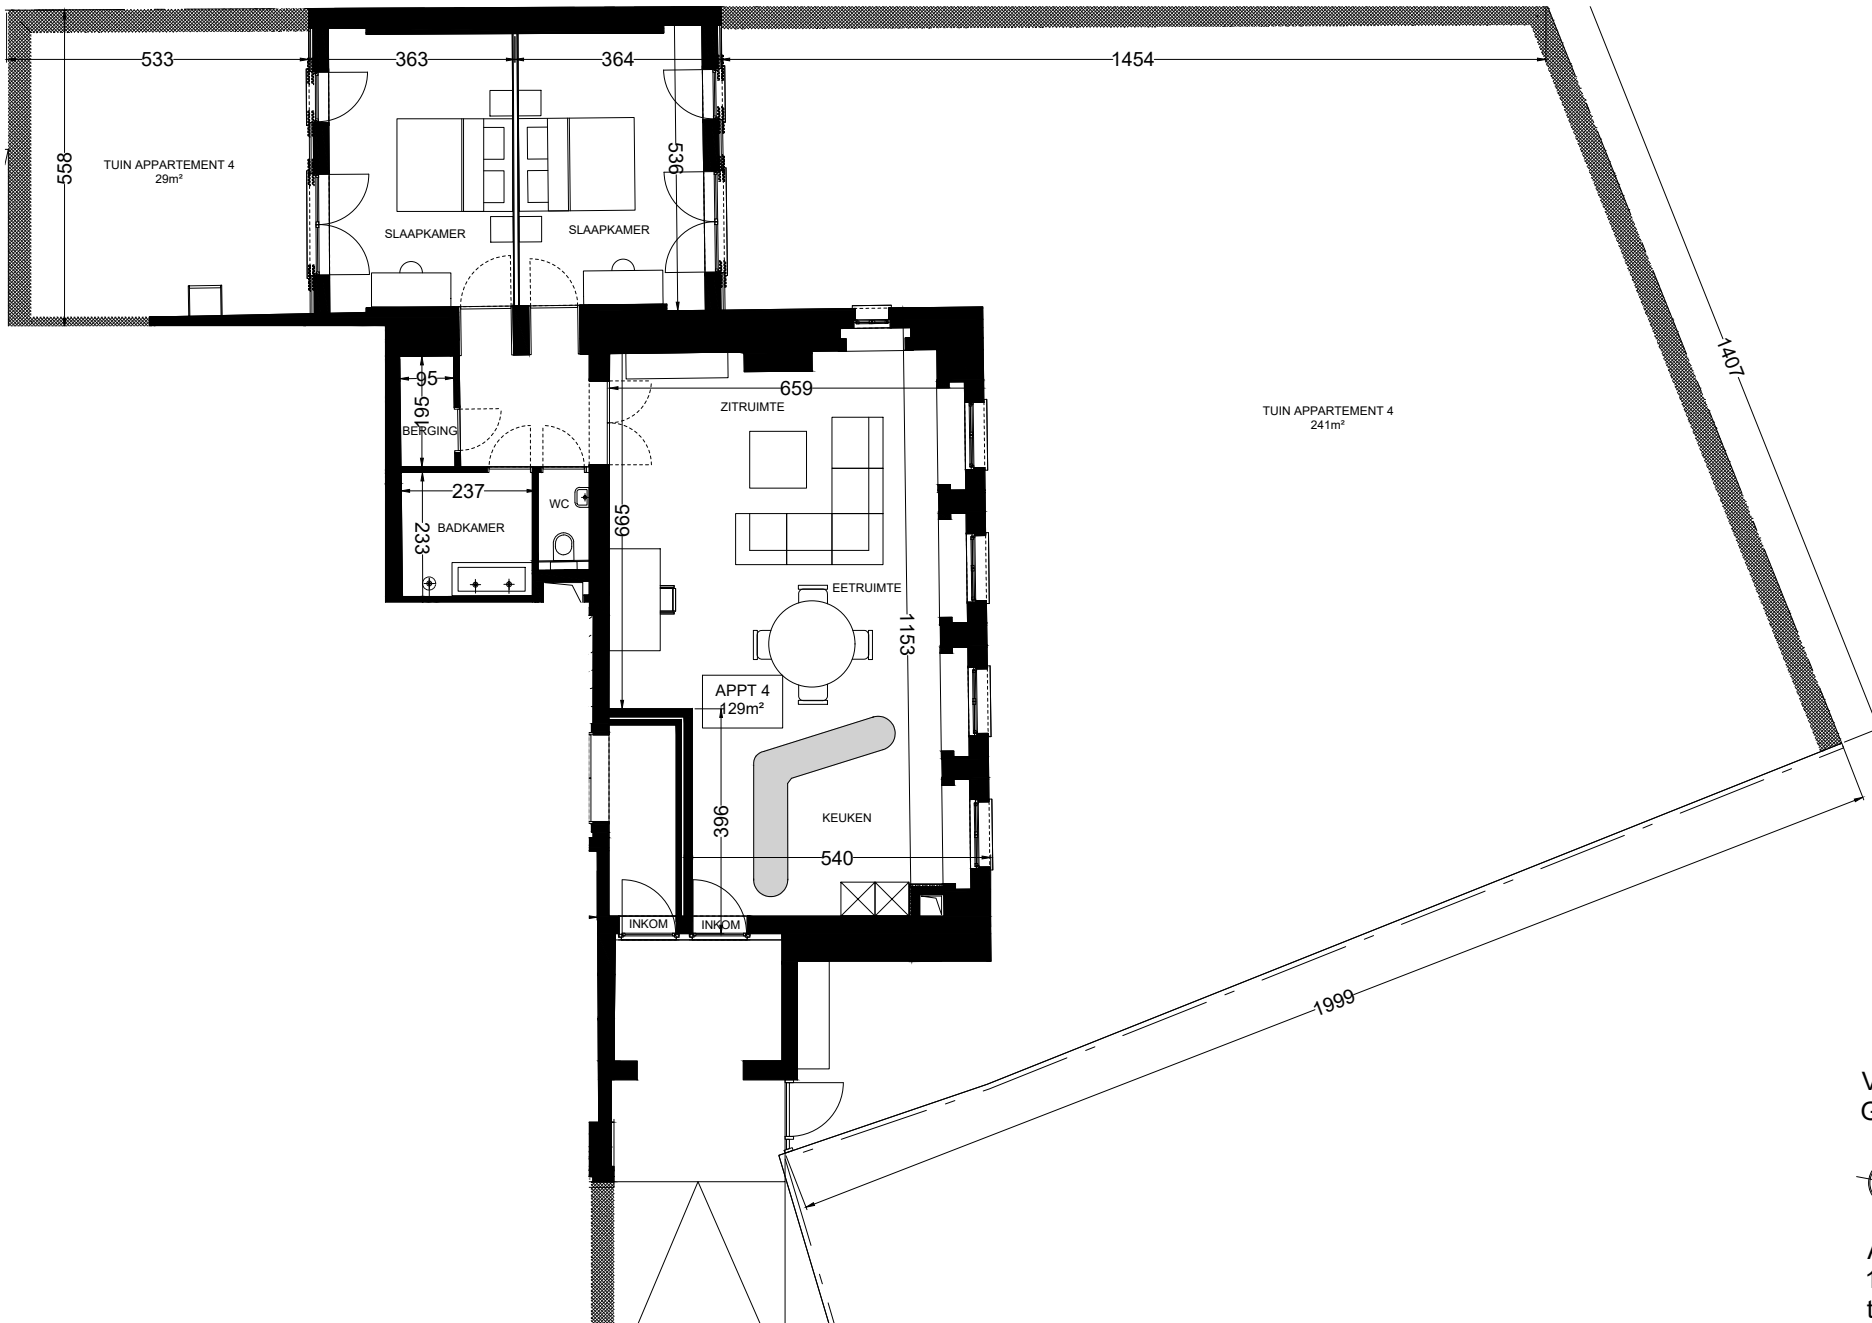 533
363
364
1454
558
536
TUIN APPARTEMENT 4
29m²
SLAAPKAMER
SLAAPKAMER
1407
95
195
BERGING
659
ZITRUIMTE
TUIN APPARTEMENT 4
241m²
237
WC
233
BADKAMER
665
EETRUIMTE
1153
APPT 4
129m²
396
KEUKEN
540
INKOM
INKOM
1999